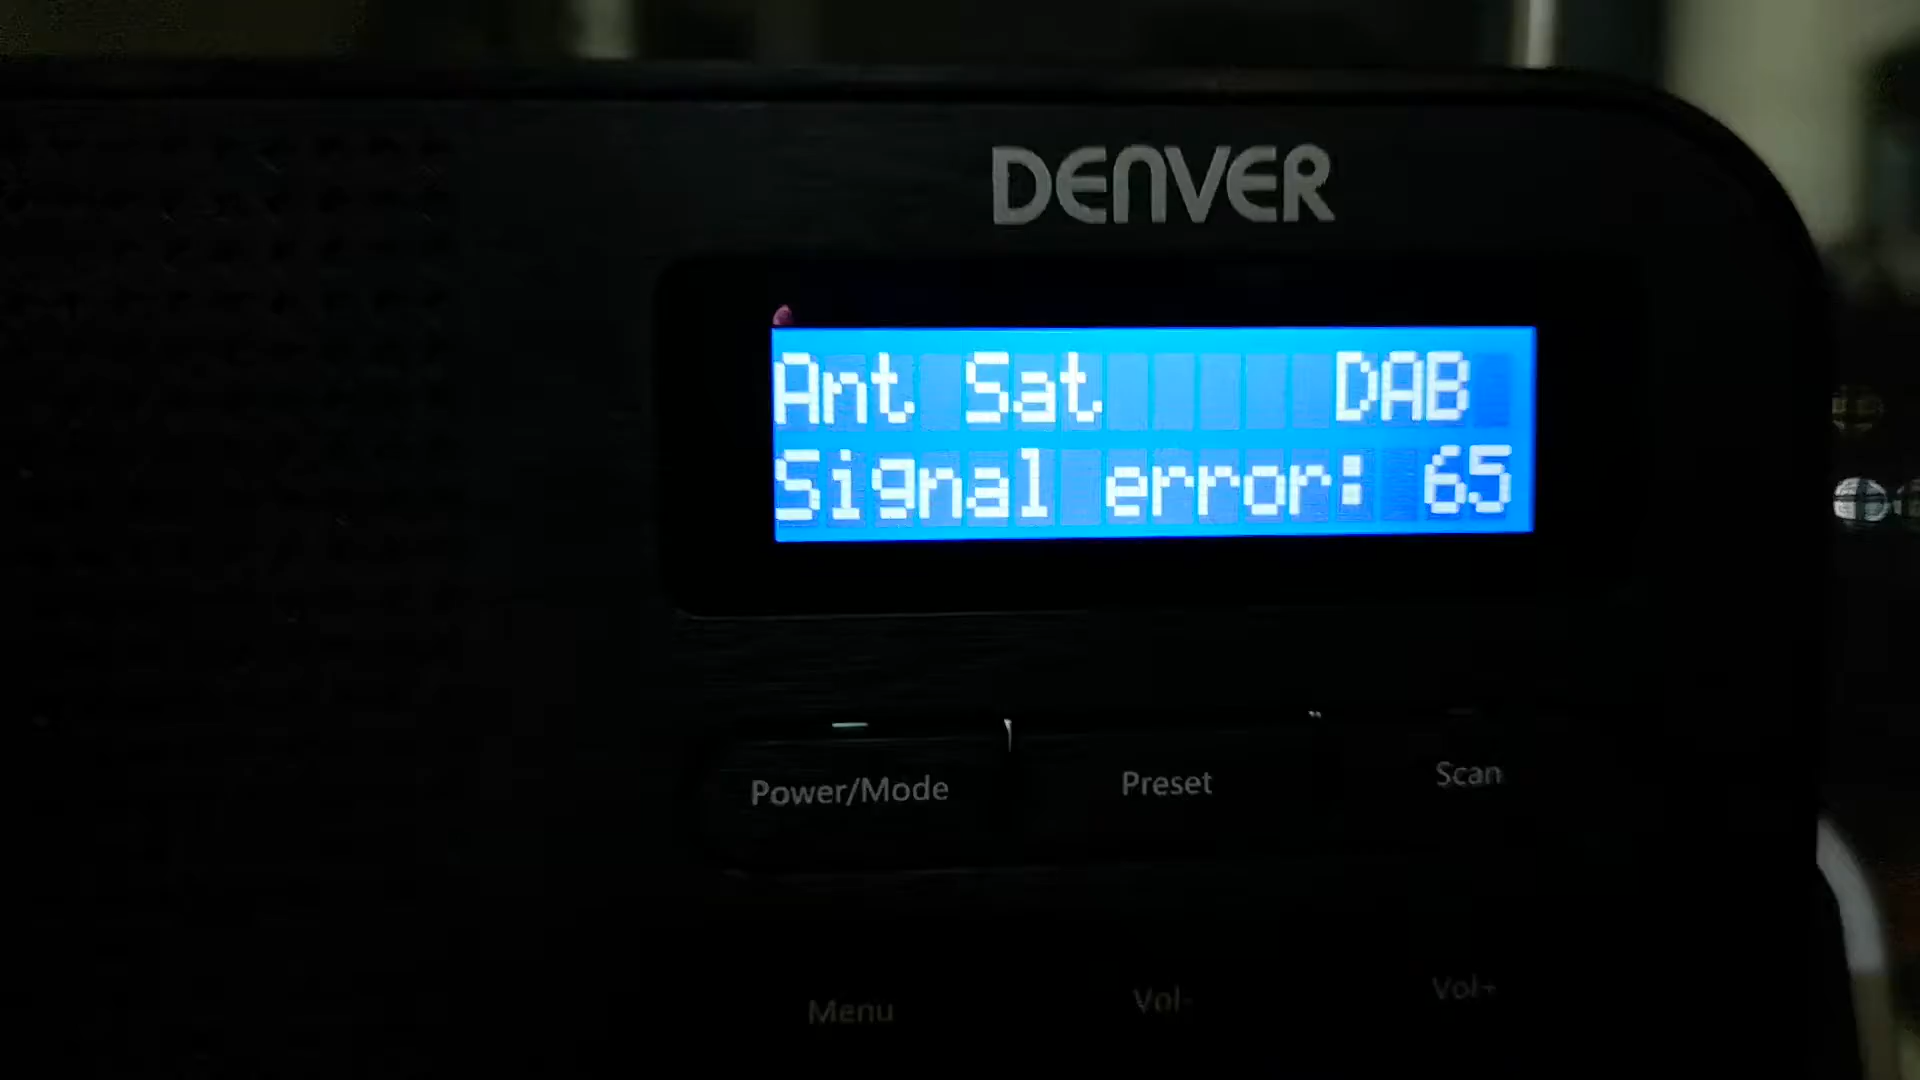 DENVER
Ant Sat DAB
Signal error: 65
Power/Mode Preset Scan
Menu Vol- Vol+